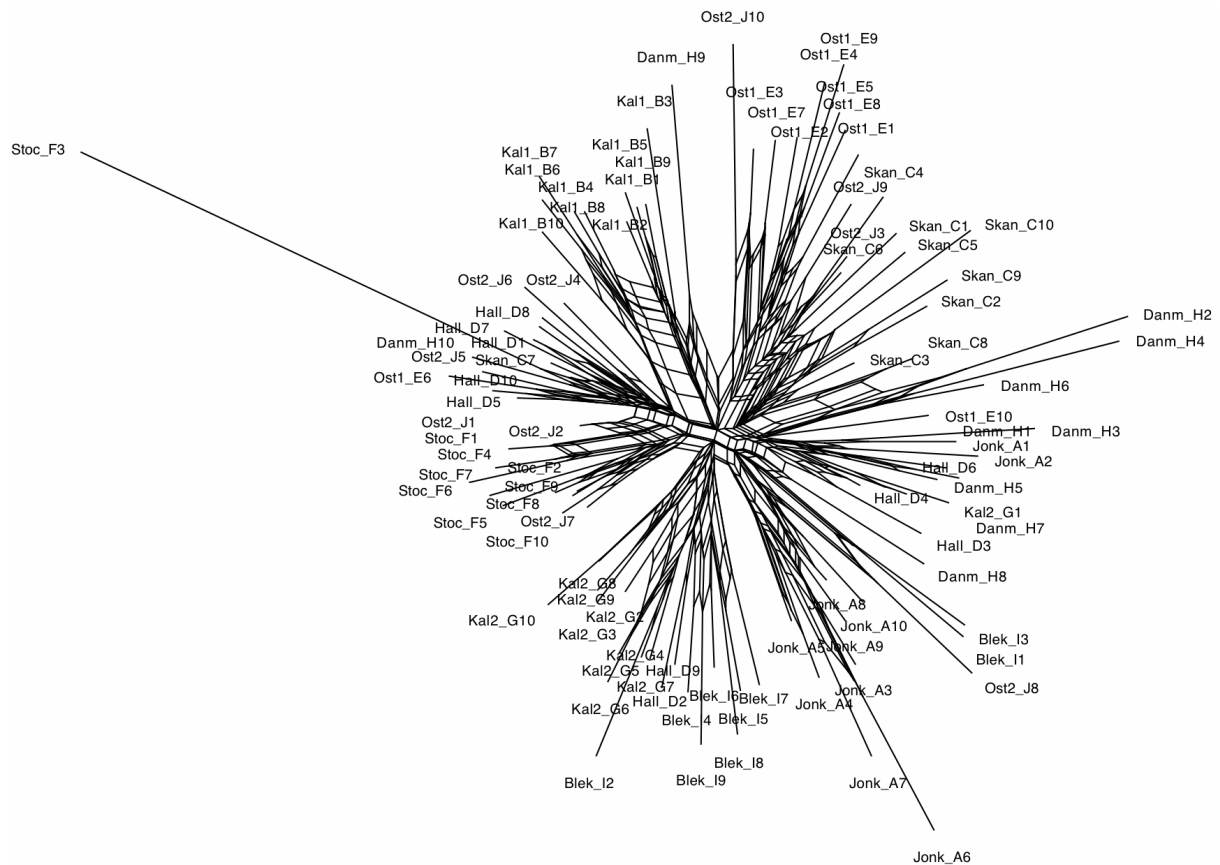 Ost2_J10
Ost1_E9
Ost1_E4
Danm_H9
Ost1_E5
Ost1_E3
Kal1_B3
Ost1_E8
Ost1_E7
Ost1_E2
Ost1_E1
Kal1_B5
Stoc_F3
Kal1_B7
Kal1_B9
Kal1_B6
Skan_C4
Kal1_B1
Kal1_B4
Ost2_J9
Kal1_B8
Kal1_B10
Kal1_B2
Skan_C1
Skan_C10
Ost2_J3
Skan_C5
Skan_C6
Skan_C9
Ost2_J6
Ost2_J4
Skan_C2
Hall_D8
Danm_H2
Hall_D7
Danm_H10
Hall_D1
Danm_H4
Skan_C8
Ost2_J5
Skan_C7
Skan_C3
Ost1_E6
Hall_D10
Danm_H6
Hall_D5
Ost1_E10
Ost2_J1
Ost2_J2
Danm_H1
Danm_H3
Stoc_F1
Jonk_A1
Stoc_F4
Jonk_A2
Stoc_F2
Hall_D6
Stoc_F7
Stoc_F9
Danm_H5
Stoc_F6
Hall_D4
Stoc_F8
Kal2_G1
Stoc_F5
Ost2_J7
Danm_H7
Stoc_F10
Hall_D3
Danm_H8
Kal2_G8
Kal2_G9
Jonk_A8
Kal2_G10
Kal2_G2
Jonk_A10
Kal2_G3
Blek_I3
Jonk_A5
Jonk_A9
Kal2_G4
Blek_I1
Kal2_G5
Hall_D9
Kal2_G7
Ost2_J8
Jonk_A3
Blek_I6
Blek_I7
Hall_D2
Jonk_A4
Kal2_G6
Blek_I4
Blek_I5
Blek_I8
Blek_I2
Blek_I9
Jonk_A7
Jonk_A6